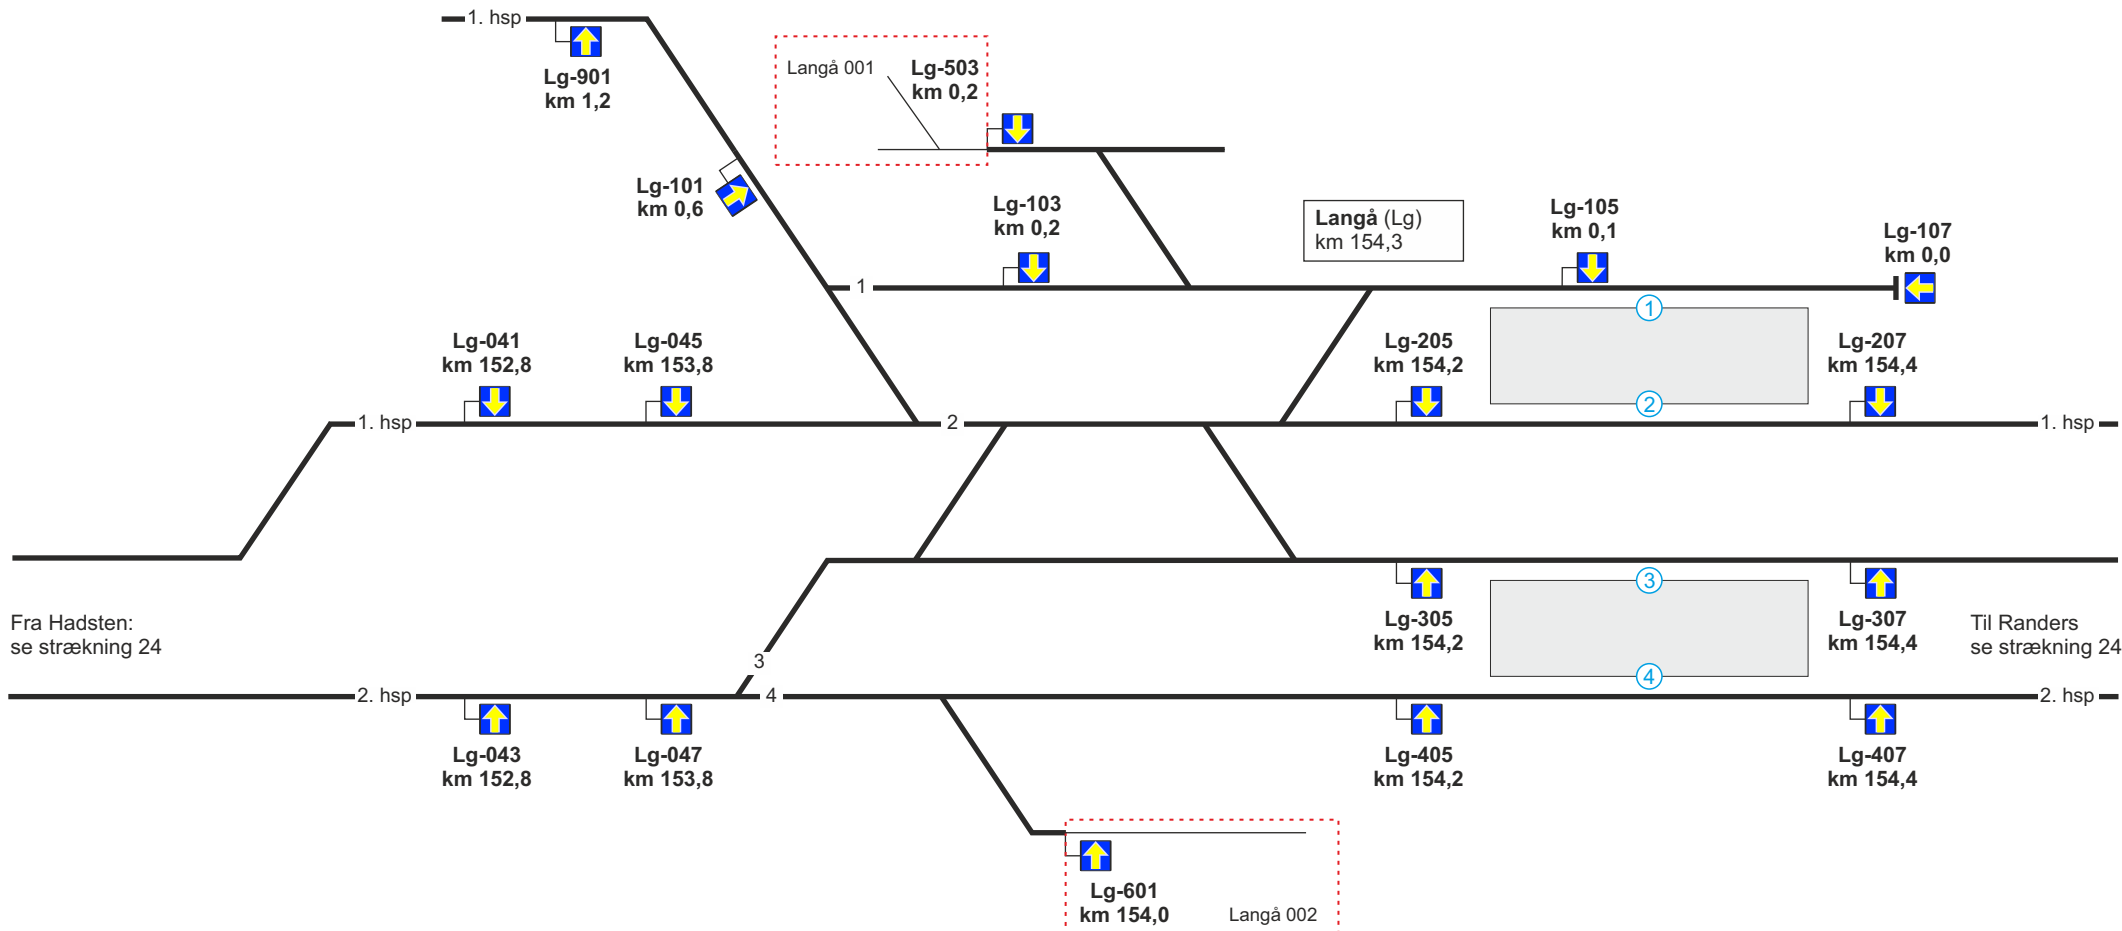 1. hsp
Lg-901
km 1,2
Langå 001
Lg-503
km 0,2
Lg-101
km 0,6
Lg-103
km 0,2
Langå (Lg)
km 154,3
Lg-105
km 0,1
Lg-107
km 0,0
1
1
Lg-041
km 152,8
Lg-045
km 153,8
Lg-205
km 154,2
Lg-207
km 154,4
2
1. hsp
2
1. hsp
3
Fra Hadsten:
se strækning 24
Lg-305
km 154,2
Lg-307
km 154,4
Til Randers
se strækning 24
3
4
2. hsp
4
2. hsp
Lg-043
km 152,8
Lg-047
km 153,8
Lg-405
km 154,2
Lg-407
km 154,4
Lg-601
km 154,0
Langå 002